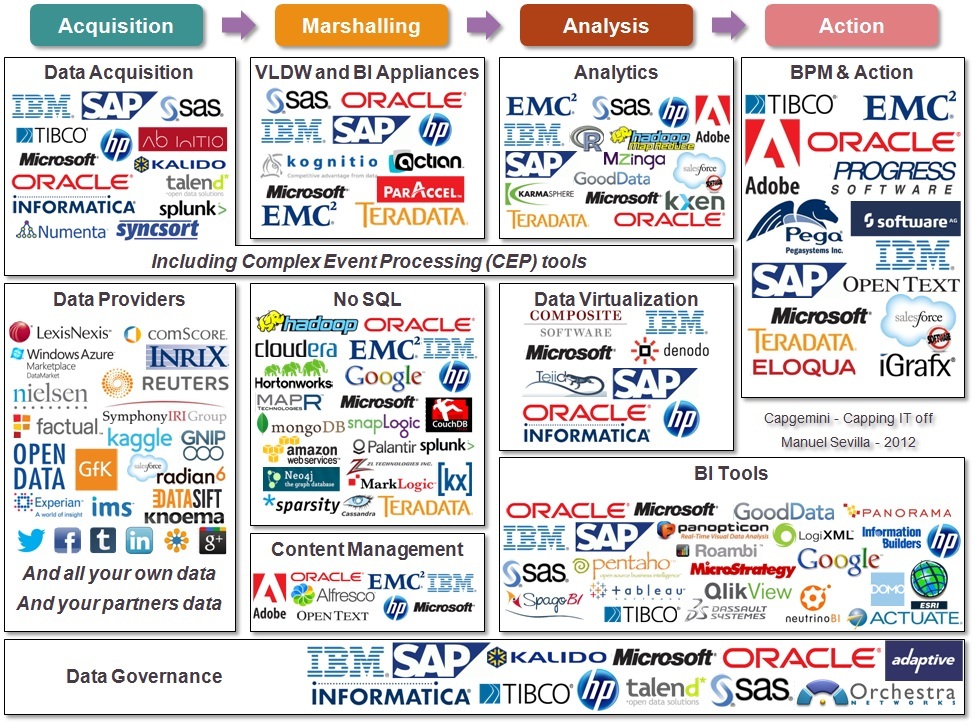 Acquisition
Marshalling
Analysis
Action
Data Acquisition
IBM SAP sas
TIBCO hp AB INITIO
Microsoft KALIDO
ORACLE talend
open data solutions
INFORMATICA splunk>
Numenta syncsort
VLDW and BI Appliances
sas ORACLE
IBM SAP hp
kognitio Actian
Competitive advantage from data
Microsoft PARACCEL
EMC² TERADATA
Analytics
EMC² sas hp
IBM R hadoop Adobe
Map Reduce
SAP Mzinga salesforce
GoodData SOFTWARE
KARMASPHERE Microsoft kxen
TERADATA ORACLE
BPM & Action
TIBCO EMC²
Adobe ORACLE
PROGRESS
SOFTWARE
Pega software AG
Pegasystems Inc. IBM
SAP OPEN TEXT
Microsoft salesforce
TERADATA SOFTWARE
ELOQUA iGrafx
Including Complex Event Processing (CEP) tools
Data Providers
LexisNexis comSCORE.
Windows Azure INRIX
Marketplace
DataMarket
nielsen REUTERS
SymphonyIRI Group
factual. kaggle GNIP
OPEN
DATA
GfK salesforce radian6
Experian ims DATASIFT
A world of insight knoema
f t in g+
And all your own data
And your partners data
No SQL
hadoop ORACLE
cloudera EMC² IBM
Hortonworks Google hp
MAPR Microsoft CouchDB
TECHNOLOGIES
mongoDB snapLogic
amazon Palantir splunk>
webservices ZL TECHNOLOGIES INC.
Neo4j MarkLogic [kx]
the graph database
sparsity Cassandra TERADATA
Content Management
Adobe ORACLE EMC² IBM
Alfresco
OPEN TEXT hp Microsoft
Data Virtualization
COMPOSITE IBM
SOFTWARE
Microsoft denodo
Teiid SAP
ORACLE hp
INFORMATICA
Capgemini - Capping IT off
Manuel Sevilla - 2012
BI Tools
ORACLE Microsoft GoodData PANORAMA
IBM SAP panopticon LogiXML Information
Builders hp
Real-Time Visual Data Analysis
sas pentaho Roambi Google
open source business intelligence MicroStrategy
SpagoBI tableau QlikView DOMO ESRI
TIBCO DASSAULT
SYSTEMES neutrinoBI ACTUATE
Data Governance
IBM SAP KALIDO Microsoft ORACLE adaptive
INFORMATICA TIBCO hp talend sas Orchestra
open data solutions NETWORKS